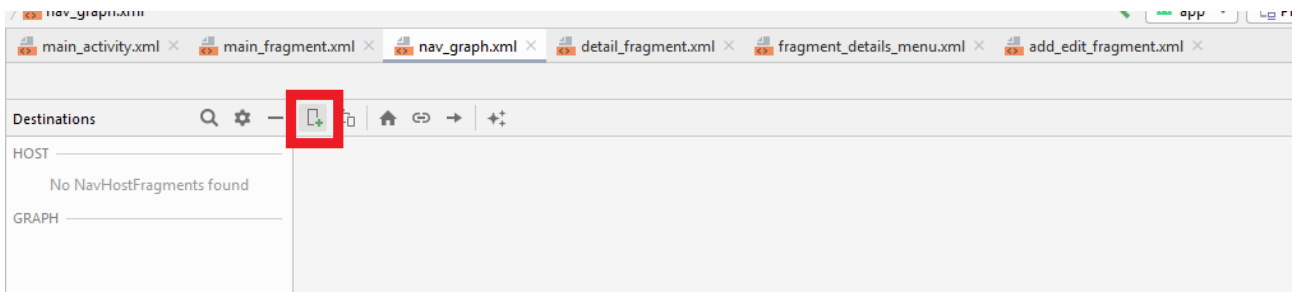 / nav_graph.xml app
main_activity.xml main_fragment.xml nav_graph.xml detail_fragment.xml fragment_details_menu.xml add_edit_fragment.xml
Destinations
HOST
No NavHostFragments found
GRAPH